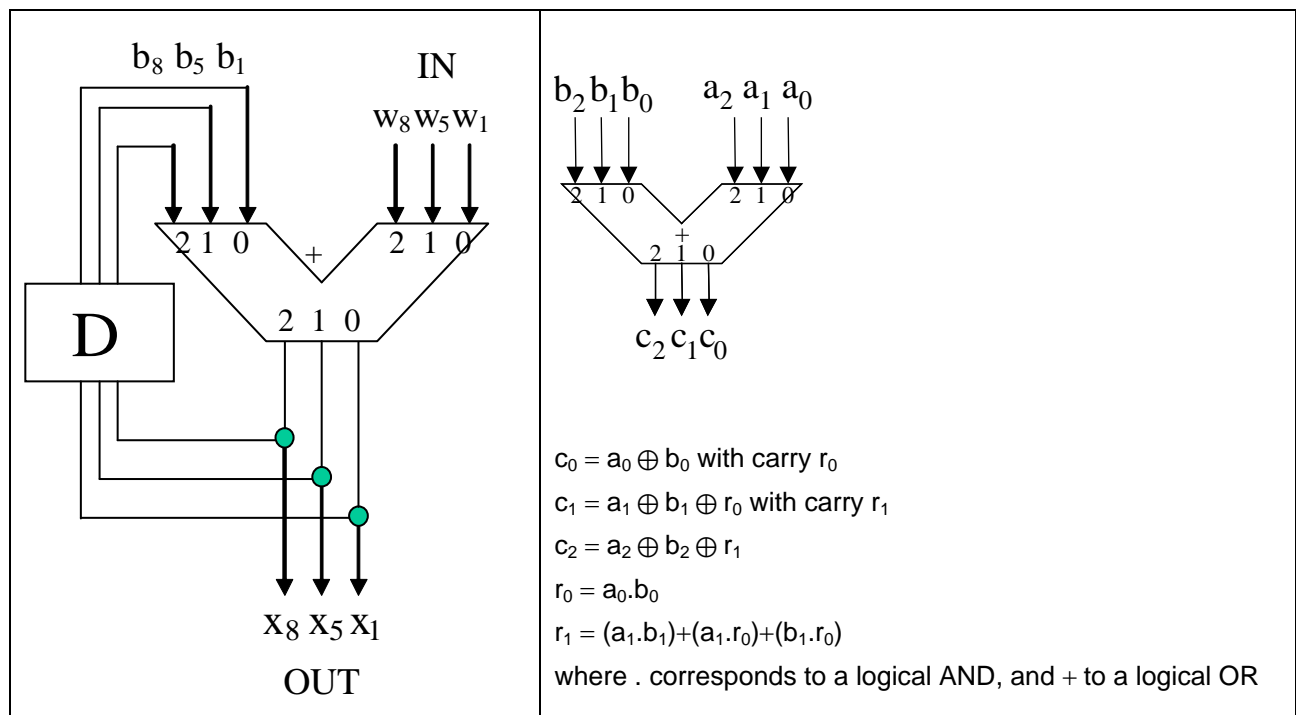 b₈ b₅ b₁
IN
w₈ w₅ w₁
2 1 0
2 1 0
+
D
2 1 0
x₈ x₅ x₁
OUT
b₂ b₁ b₀
a₂ a₁ a₀
2 1 0
2 1 0
+
2 1 0
c₂ c₁ c₀
c₀ = a₀ ⊕ b₀ with carry r₀
c₁ = a₁ ⊕ b₁ ⊕ r₀ with carry r₁
c₂ = a₂ ⊕ b₂ ⊕ r₁
r₀ = a₀.b₀
r₁ = (a₁.b₁)+(a₁.r₀)+(b₁.r₀)
where . corresponds to a logical AND, and + to a logical OR